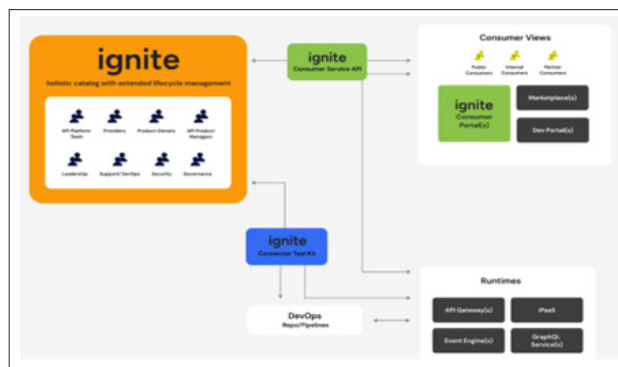 ignite
holistic catalog with extended lifecycle management
API Platform
Team
Providers
Product Owners
API Product
Managers
Leadership
Support/ DevOps
Security
Governance
ignite
Consumer Service API
Consumer Views
Public
Consumers
Internal
Consumers
Partner
Consumers
ignite
Consumer
Portal(s)
Marketplace(s)
Dev Portal(s)
ignite
Connector Tool Kit
DevOps
Repo/Pipelines
Runtimes
API Gateway(s)
iPaaS
Event Engine(s)
GraphQL
Service(s)